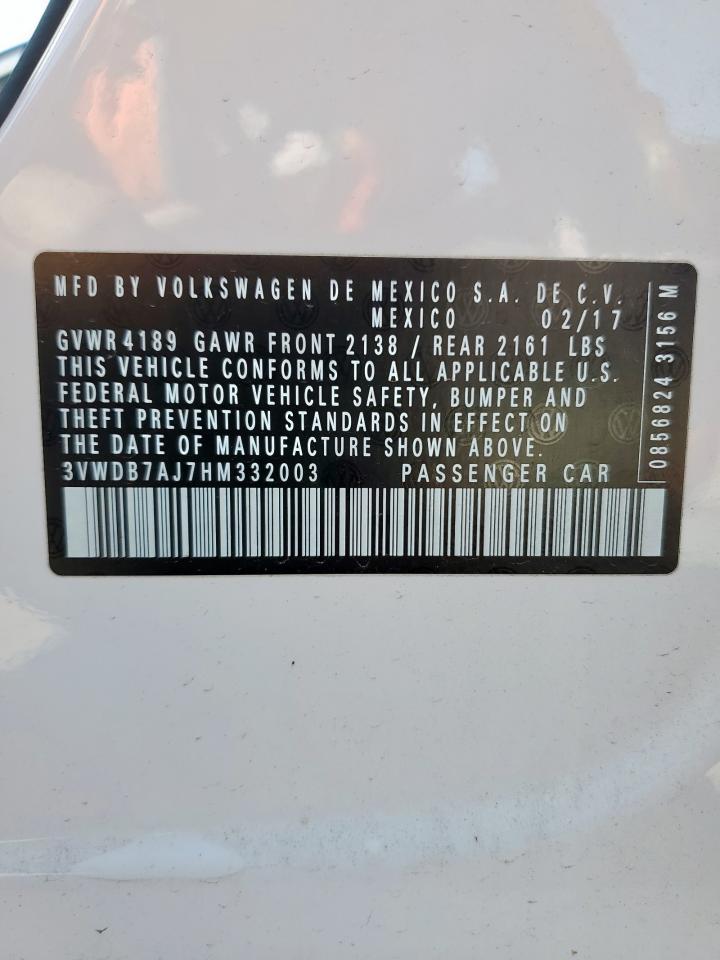 MFD BY VOLKSWAGEN DE MEXICO S.A. DE C.V.
MEXICO 02/17
GVWR 4189 GAWR FRONT 2138 / REAR 2161 LBS
THIS VEHICLE CONFORMS TO ALL APPLICABLE U.S.
FEDERAL MOTOR VEHICLE SAFETY, BUMPER AND
THEFT PREVENTION STANDARDS IN EFFECT ON
THE DATE OF MANUFACTURE SHOWN ABOVE.
3VWDB7AJ7HM332003 PASSENGER CAR
0856824 3156 M